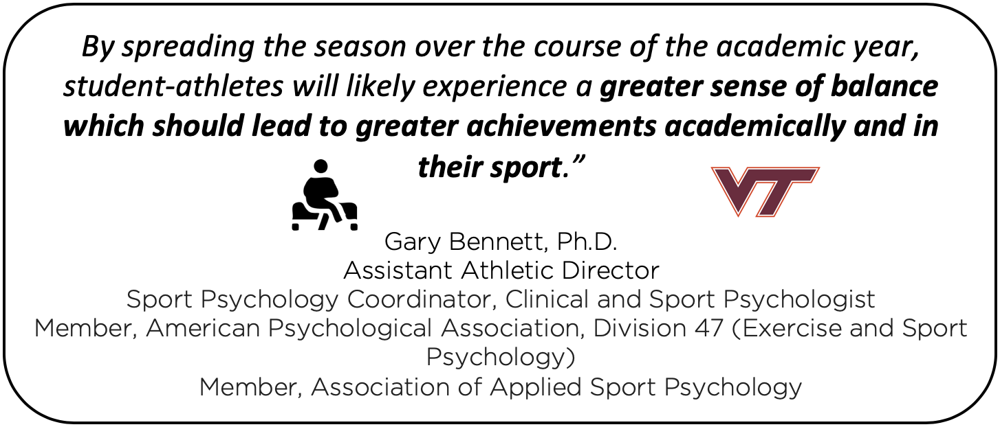 By spreading the season over the course of the academic year,
student-athletes will likely experience a greater sense of balance
which should lead to greater achievements academically and in
their sport.”
VT
Gary Bennett, Ph.D.
Assistant Athletic Director
Sport Psychology Coordinator, Clinical and Sport Psychologist
Member, American Psychological Association, Division 47 (Exercise and Sport
Psychology)
Member, Association of Applied Sport Psychology